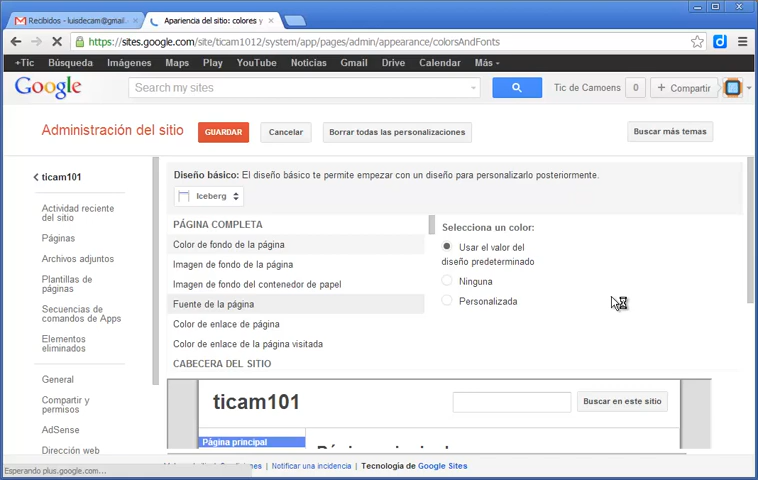 Recibidos - luisdecam@gmail.
Apariencia del sitio: colores y
https://sites.google.com/site/ticam1012/system/app/pages/admin/appearance/colorsAndFonts
+Tic Búsqueda Imágenes Maps Play YouTube Noticias Gmail Drive Calendar Más
Google
Search my sites
Tic de Camoens
0
+ Compartir
Administración del sitio
GUARDAR
Cancelar
Borrar todas las personalizaciones
Buscar más temas
ticam101
Actividad reciente
del sitio
Páginas
Archivos adjuntos
Plantillas de
páginas
Secuencias de
comandos de Apps
Elementos
eliminados
General
Compartir y
permisos
AdSense
Dirección web
Diseño básico: El diseño básico te permite empezar con un diseño para personalizarlo posteriormente.
Iceberg
PÁGINA COMPLETA
Color de fondo de la página
Imagen de fondo de la página
Imagen de fondo del contenedor de papel
Fuente de la página
Color de enlace de página
Color de enlace de la página visitada
CABECERA DEL SITIO
Selecciona un color:
Usar el valor del
diseño predeterminado
Ninguna
Personalizada
ticam101
Buscar en este sitio
Página principal
Esperando plus.google.com...
Notificar una incidencia
Tecnología de Google Sites